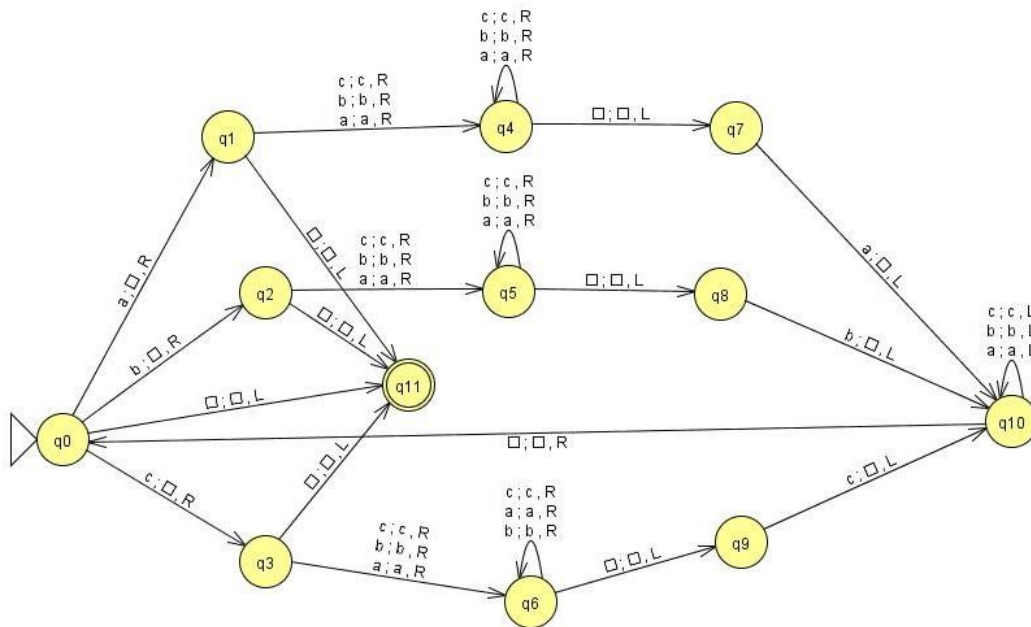 c ; c , R
b ; b , R
a ; a , R
c ; c , R
b ; b , R
a ; a , R
q1
q4
□ ; □ , L
q7
c ; c , R
b ; b , R
a ; a , R
a ; □ , R
□ ; □ , L
c ; c , R
b ; b , R
a ; a , R
a ; □ , L
q2
q5
□ ; □ , L
q8
b ; □ , R
□ ; □ , L
b ; □ , L
c ; c , L
b ; b , L
a ; a , L
q11
□ ; □ , L
q0
q10
□ ; □ , R
c ; □ , R
□ ; □ , L
c ; □ , L
c ; c , R
a ; a , R
b ; b , R
c ; c , R
b ; b , R
a ; a , R
q3
q9
□ ; □ , L
q6